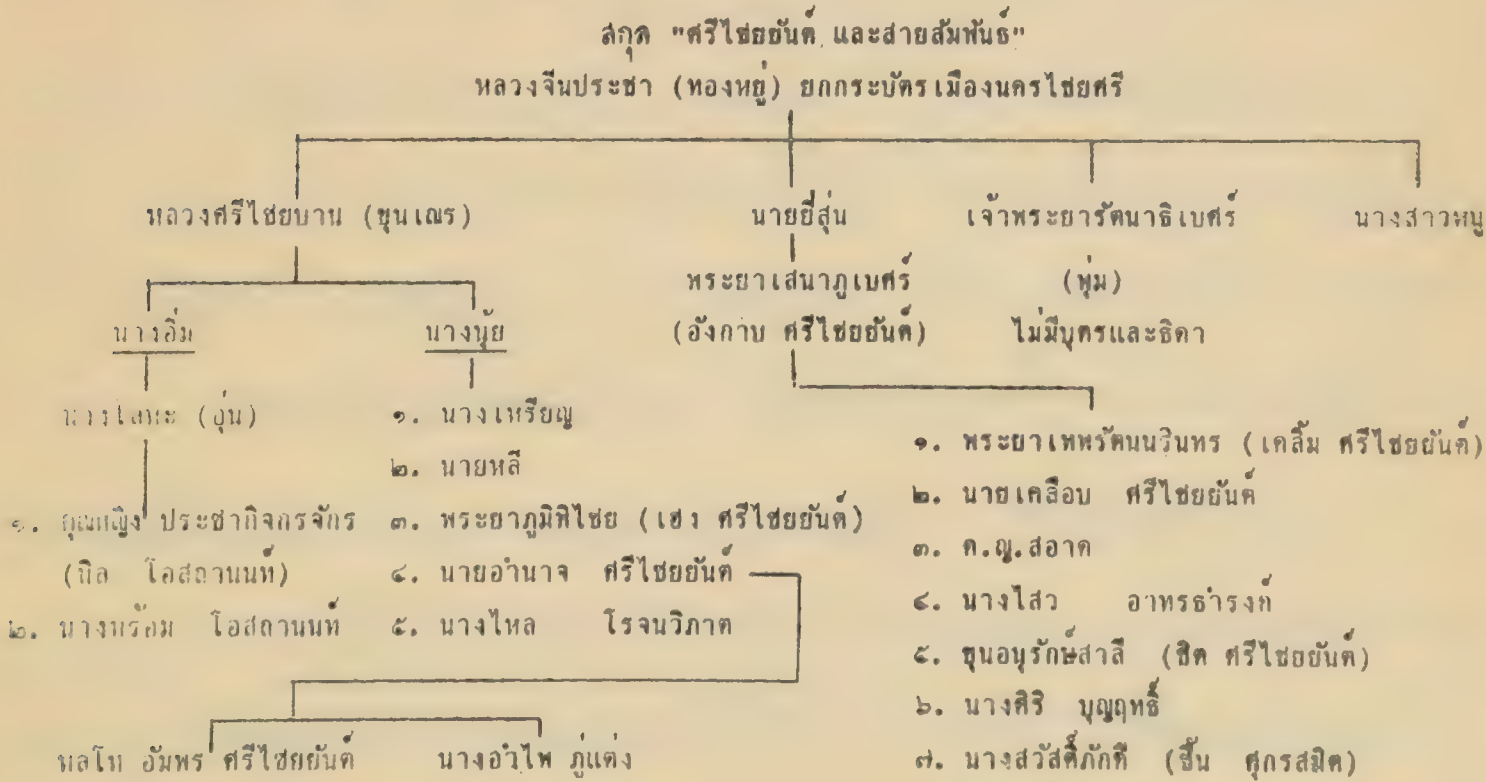 สกุล "ศรีไชยยันต์ และสายสัมพันธ์"
หลวงจีนประชา (ทองหยู่) ยกกระบัตรเมืองนครไชยศรี
หลวงศรีไชยบาน (ขุนเณร)
นายยี่สุ่น
เจ้าพระยารัตนาธิเบศร์
นางสาวหนู
พระยาเสนาภูเบศร์
(พุ่ม)
นางอิ่ม
นางนุ้ย
(อังกาบ ศรีไชยยันต์)
ไม่มีบุตรและธิดา
(อุ่น)
๑. นางเหรียญ
๒. นายหลี
๑. คุณหญิง ประชากิจกรจักร
๓. พระยาภูมิพิไชย (เฮง ศรีไชยยันต์)
(นิล โอสถานนท์)
๔. นายอำนาจ ศรีไชยยันต์
๒. นางพร้อม โอสถานนท์
๕. นางไหล โรจนวิภาต
๑. พระยาเทพรัตนนรินทร (เคลิ้ม ศรีไชยยันต์)
๒. นายเคลือบ ศรีไชยยันต์
๓. ด.ญ.สอาด
๔. นางไสว อาทรธำรงก์
๕. ขุนอนุรักษ์สาลี (ชิต ศรีไชยยันต์)
๖. นางศิริ บุญฤทธิ์
๗. นางสวัสดิ์ภักดี (ชื้น ศุกรสมิต)
พลโท อัมพร ศรีไชยยันต์
นางอำไพ ภู่แต่ง